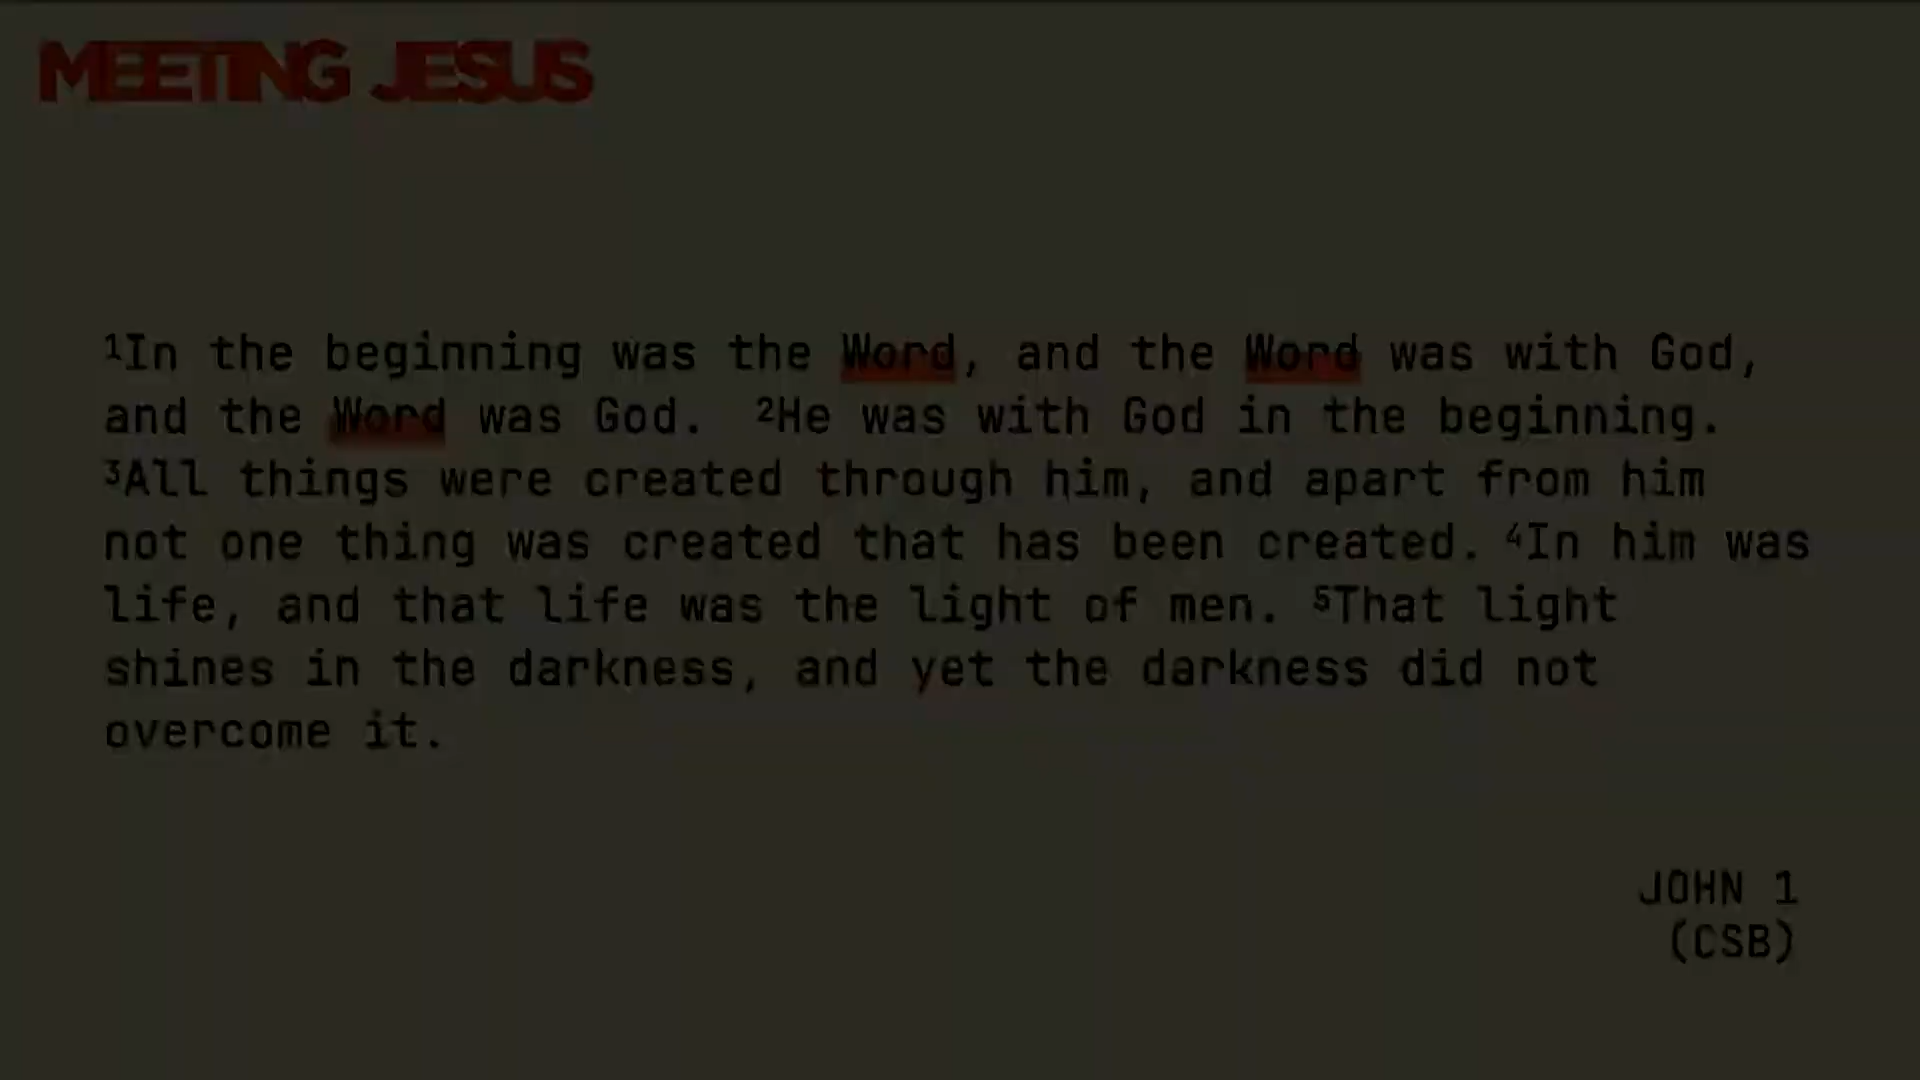 MEETING JESUS
¹In the beginning was the Word, and the Word was with God,
and the Word was God. ²He was with God in the beginning.
³All things were created through him, and apart from him
not one thing was created that has been created. ⁴In him was
life, and that life was the light of men. ⁵That light
shines in the darkness, and yet the darkness did not
overcome it.
JOHN 1
(CSB)